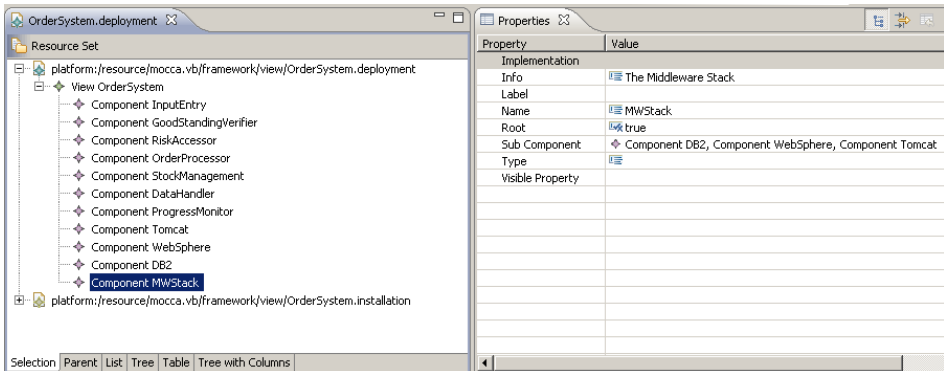 OrderSystem.deployment
Resource Set
platform:/resource/mocca.vb/framework/view/OrderSystem.deployment
View OrderSystem
Component InputEntry
Component GoodStandingVerifier
Component RiskAccessor
Component OrderProcessor
Component StockManagement
Component DataHandler
Component ProgressMonitor
Component Tomcat
Component WebSphere
Component DB2
Component MWStack
platform:/resource/mocca.vb/framework/view/OrderSystem.installation
Selection Parent List Tree Table Tree with Columns
Properties
Property Value
Implementation
Info The Middleware Stack
Label
Name MWStack
Root true
Sub Component Component DB2, Component WebSphere, Component Tomcat
Type
Visible Property